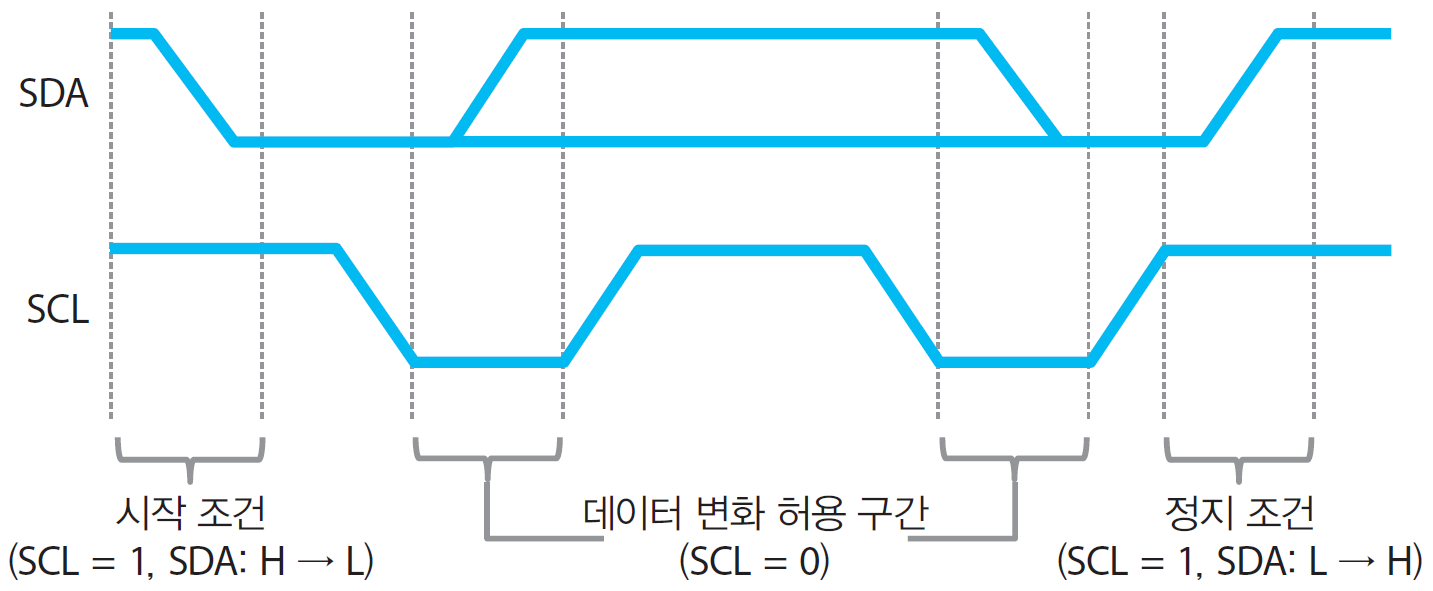 SDA
SCL
시작 조건
(SCL = 1, SDA: H → L)
데이터 변화 허용 구간
(SCL = 0)
정지 조건
(SCL = 1, SDA: L → H)